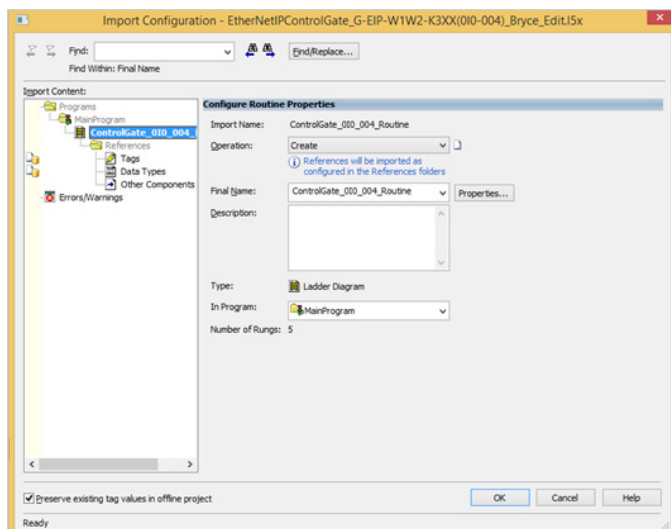 Import Configuration - EtherNetIPControlGate_G-EIP-W1W2-K3XX(0I0-004)_Bryce_Edit.l5x
Find:
Find/Replace...
Find Within: Final Name
Import Content:
Programs
MainProgram
ControlGate_0I0_004_
References
Tags
Data Types
Other Components
Errors/Warnings
Configure Routine Properties
Import Name: ControlGate_0I0_004_Routine
Operation: Create
References will be imported as
configured in the References folders
Final Name: ControlGate_0I0_004_Routine Properties...
Description:
Type: Ladder Diagram
In Program: MainProgram
Number of Rungs: 5
Preserve existing tag values in offline project
OK Cancel Help
Ready